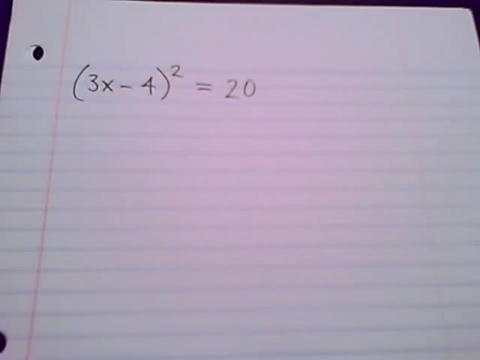 (3x - 4)² = 20